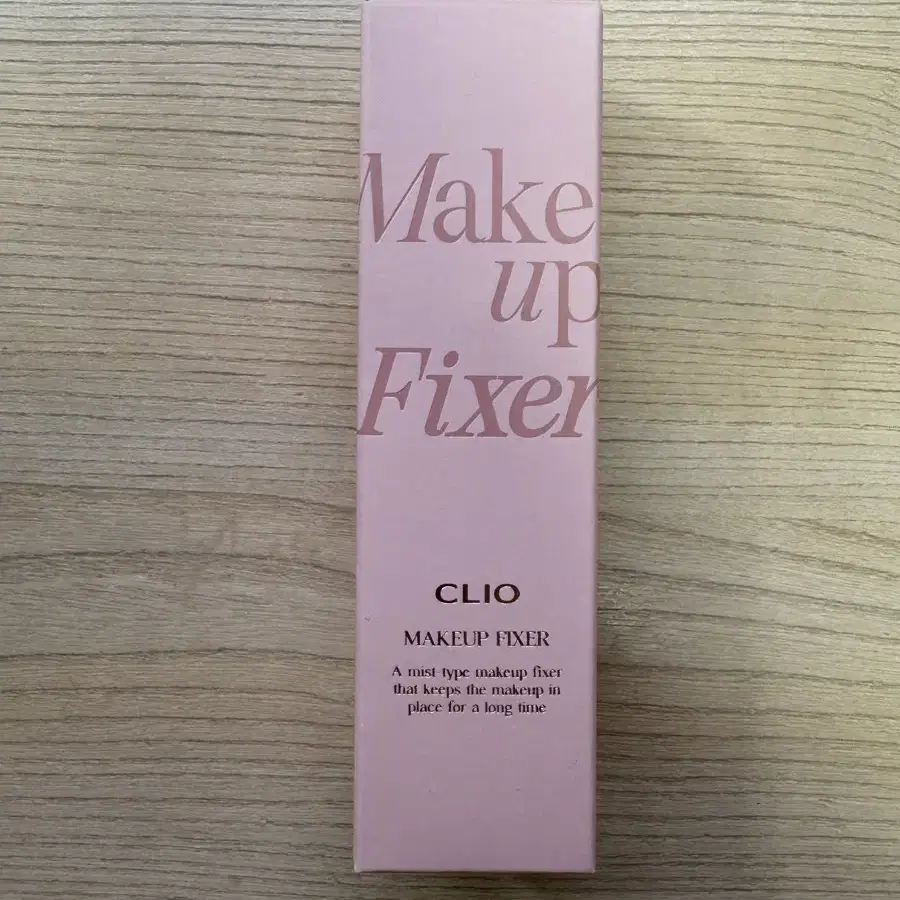 Make
up
Fixer
CLIO
MAKEUP FIXER
A mist-type makeup fixer
that keeps the makeup in
place for a long time